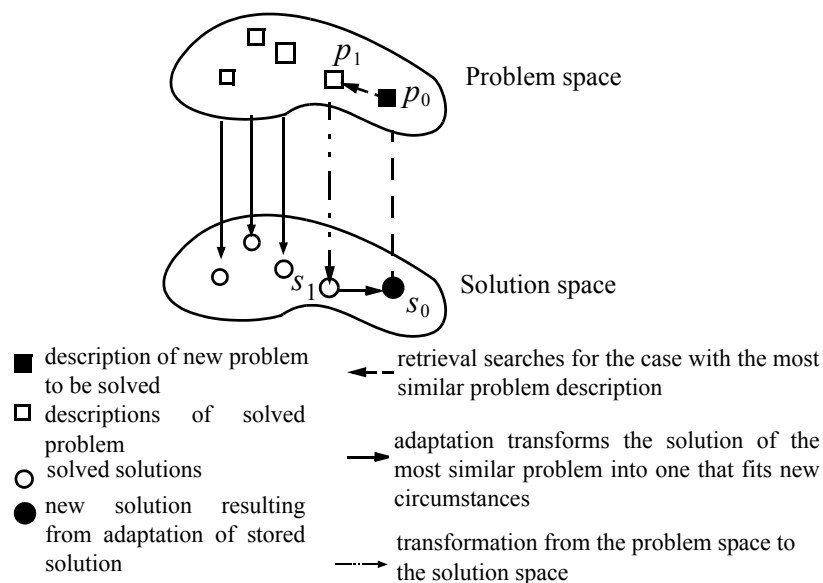 p1
p0
Problem space
s1
s0
Solution space
description of new problem
to be solved
descriptions of solved
problem
solved solutions
new solution resulting
from adaptation of stored
solution
retrieval searches for the case with the most
similar problem description
adaptation transforms the solution of the
most similar problem into one that fits new
circumstances
transformation from the problem space to
the solution space